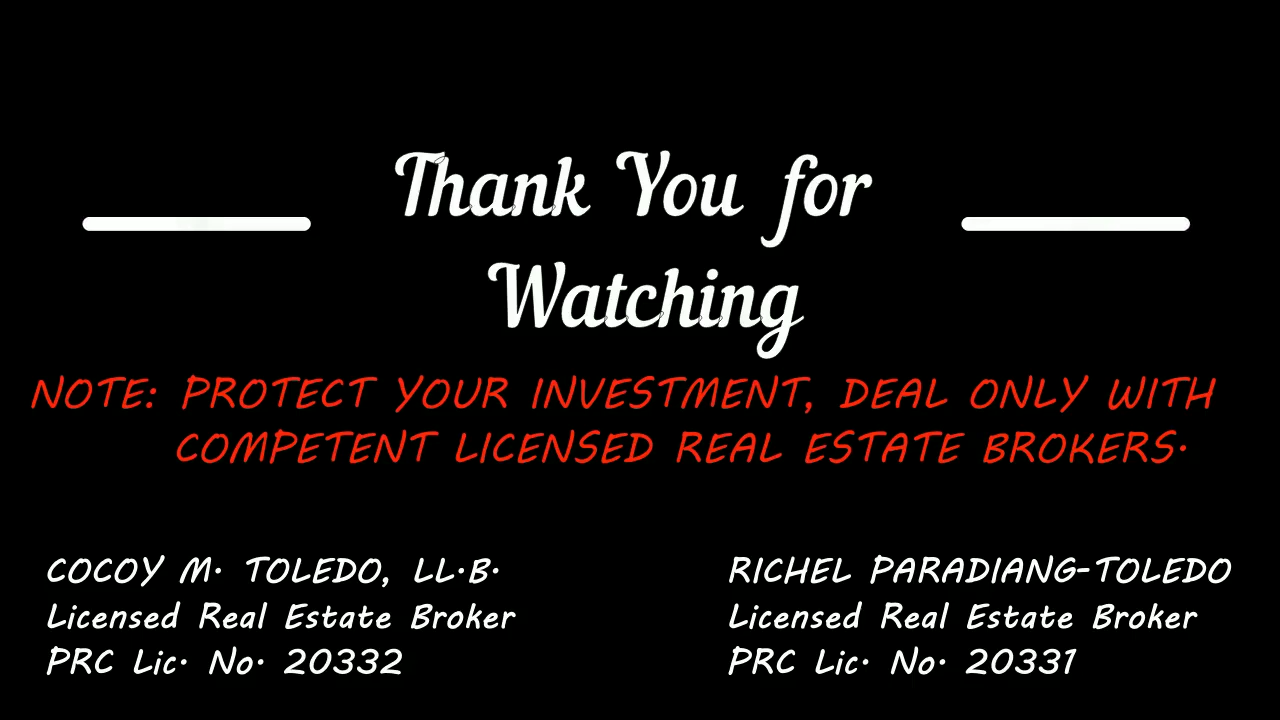 Thank You for
Watching
NOTE: PROTECT YOUR INVESTMENT, DEAL ONLY WITH
COMPETENT LICENSED REAL ESTATE BROKERS.
COCOY M. TOLEDO, LL.B.
Licensed Real Estate Broker
PRC Lic. No. 20332
RICHEL PARADIANG-TOLEDO
Licensed Real Estate Broker
PRC Lic. No. 20331